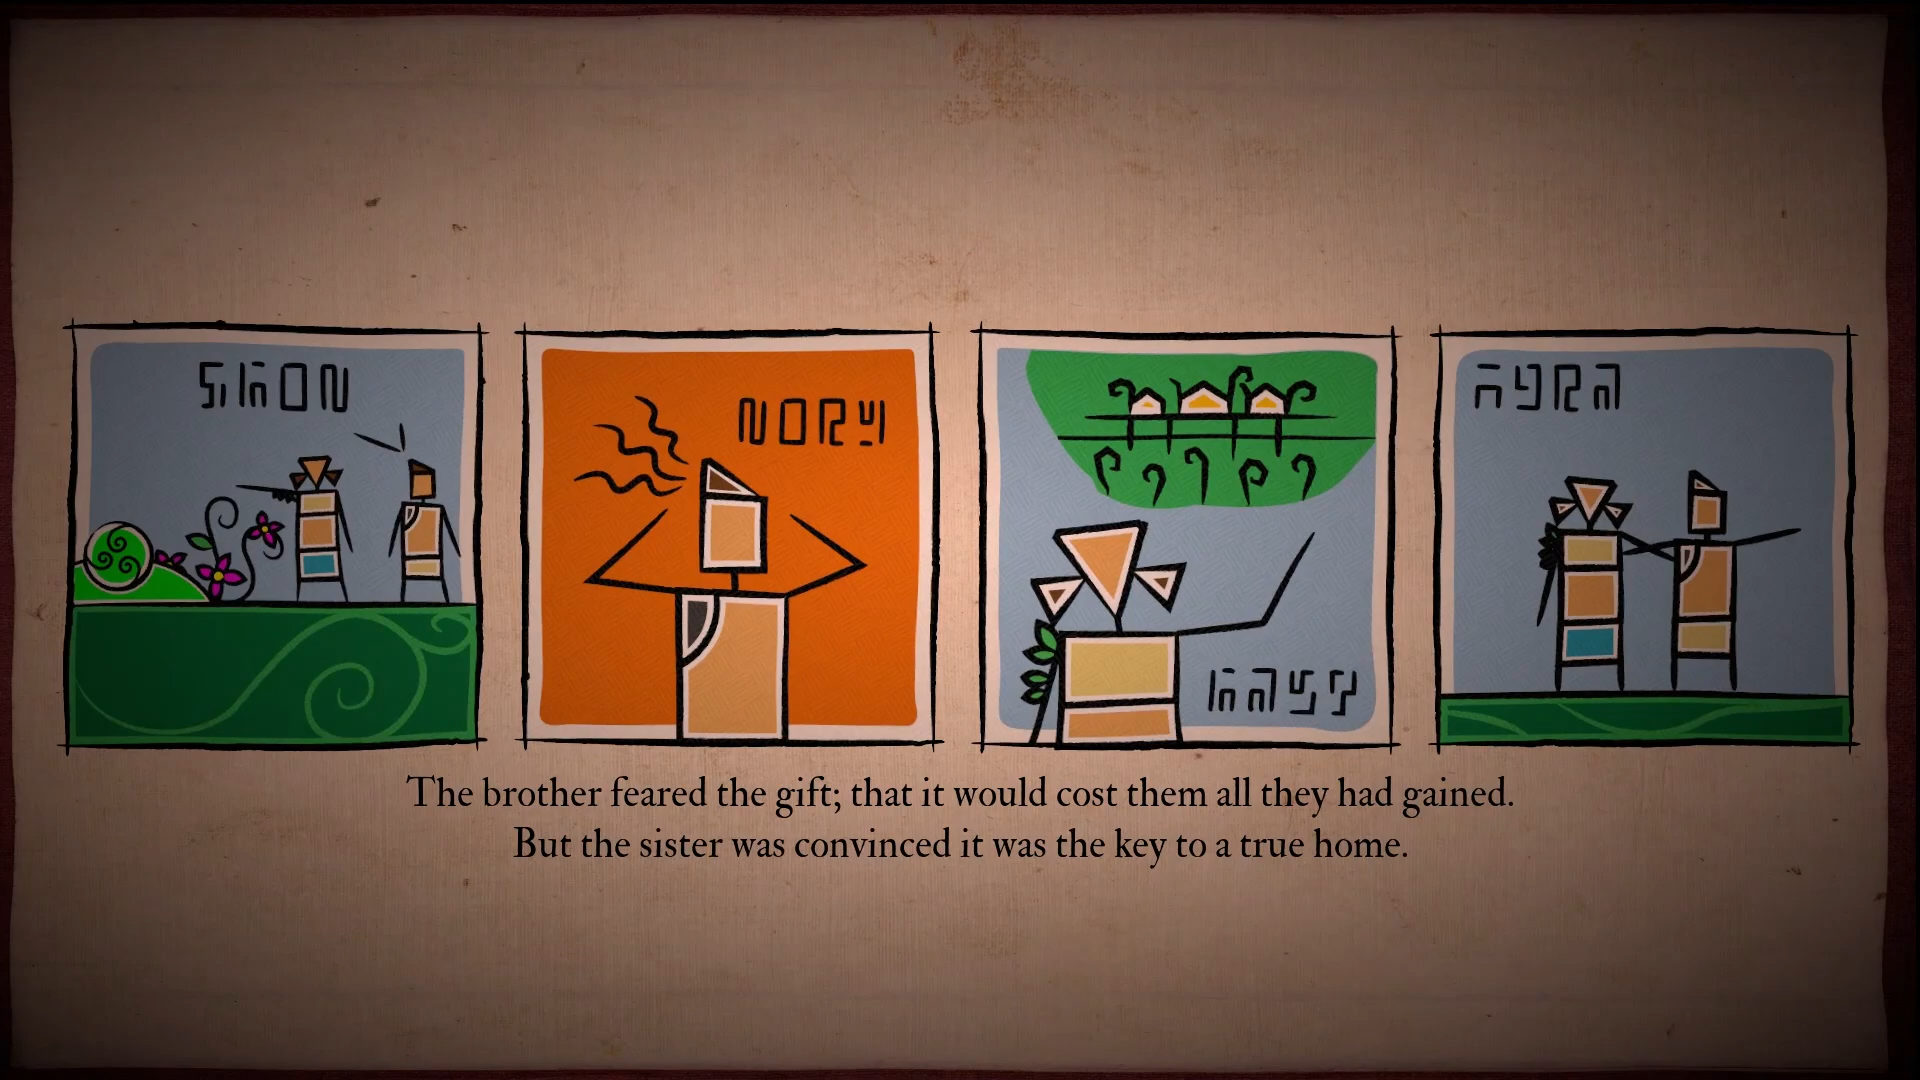 The brother feared the gift; that it would cost them all they had gained.
But the sister was convinced it was the key to a true home.